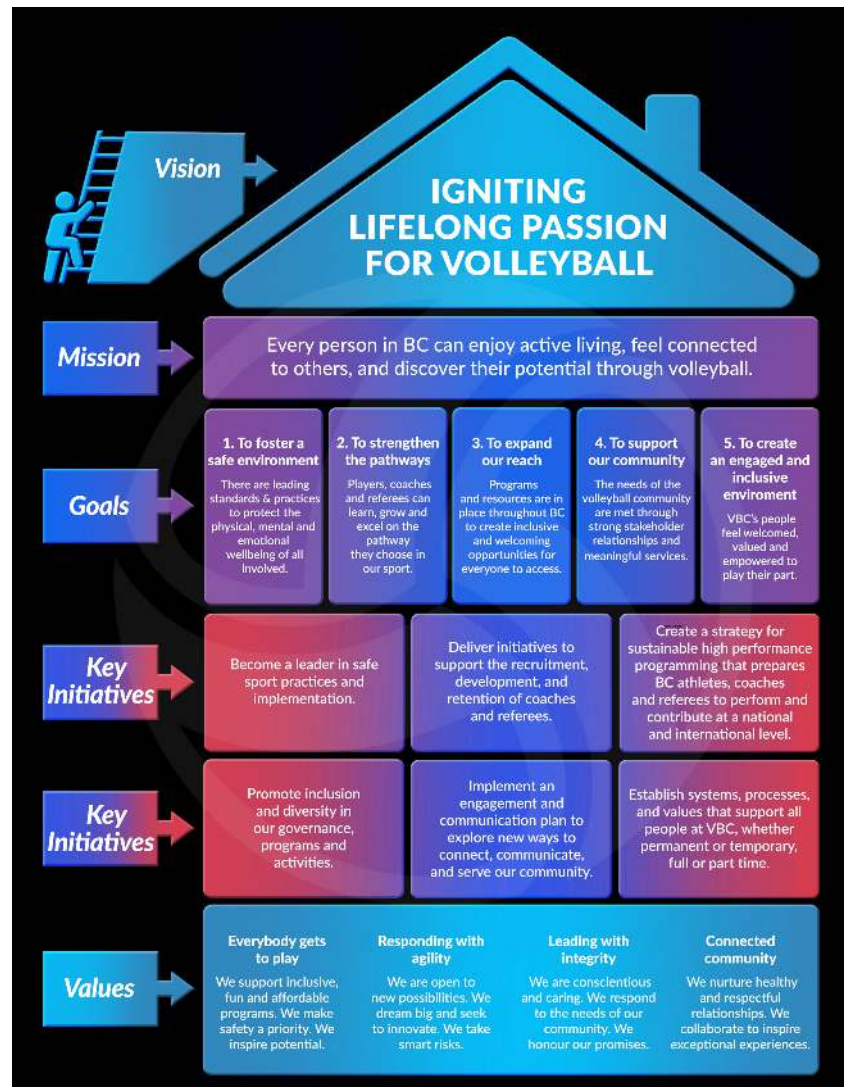 Vision
IGNITING
LIFELONG PASSION
FOR VOLLEYBALL
Mission
Every person in BC can enjoy active living, feel connected
to others, and discover their potential through volleyball.
Goals
1. To foster a
safe environment
There are leading
standards & practices
to protect the
physical, mental and
emotional
wellbeing of all
Involved.
2. To strengthen
the pathways
Players, coaches
and referees can
learn, grow and
excel on the
pathway
they choose in
our sport.
3. To expand
our reach
Programs
and resources are in
place throughout BC
to create inclusive
and welcoming
opportunities for
everyone to access.
4. To support
our community
The needs of the
volleyball community
are met through
strong stakeholder
relationships and
meaningful services.
5. To create
an engaged and
inclusive
enviroment
VBC's people
feel welcomed,
valued and
empowered to
play their part.
Key
Initiatives
Become a leader in safe
sport practices and
implementation.
Deliver initiatives to
support the recruitment,
development, and
retention of coaches
and referees.
Create a strategy for
sustainable high performance
programming that prepares
BC athletes, coaches
and referees to perform and
contribute at a national
and international level.
Key
Initiatives
Promote inclusion
and diversity in
our governance,
programs and
activities.
Implement an
engagement and
communication plan to
explore new ways to
connect, communicate,
and serve our community.
Establish systems, processes,
and values that support all
people at VBC, whether
permanent or temporary,
full or part time.
Values
Everybody gets
to play
We support inclusive,
fun and affordable
programs. We make
safety a priority. We
inspire potential.
Responding with
agility
We are open to
new possibilities. We
dream big and seek
to innovate. We take
smart risks.
Leading with
integrity
We are conscientious
and caring. We respond
to the needs of our
community. We
honour our promises.
Connected
community
We nurture healthy
and respectful
relationships. We
collaborate to inspire
exceptional experiences.